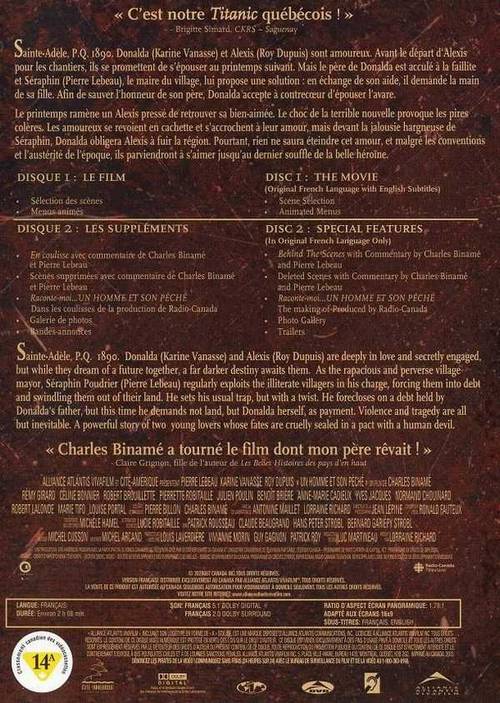 « C'est notre Titanic québécois ! »
- Brigitte Simard, CKRS – Saguenay
Sainte-Adèle, P.Q. 1890. Donalda (Karine Vanasse) et Alexis (Roy Dupuis) sont amoureux. Avant le départ d'Alexis
pour les chantiers, ils se promettent de s'épouser au printemps suivant. Mais le père de Donalda est acculé à la faillite
et Séraphin (Pierre Lebeau), le maire du village, lui propose une solution : en échange de son aide, il demande la main
de sa fille. Afin de sauver l'honneur de son père, Donalda accepte à contrecœur d'épouser l'avare.
Le printemps ramène un Alexis pressé de retrouver sa bien-aimée. Le choc de la terrible nouvelle provoque les pires
colères. Les amoureux se revoient en cachette et s'accrochent à leur amour, mais devant la jalousie hargneuse de
Séraphin, Donalda obligera Alexis à fuir la région. Pourtant, rien ne saura éteindre cet amour, et malgré les conventions
et l'austérité de l'époque, ils parviendront à s'aimer jusqu'au dernier souffle de la belle héroïne.
DISQUE 1 : LE FILM
• Sélection des scènes
• Menus animés
DISC 1 : THE MOVIE
(Original French Language with English Subtitles)
• Scene Selection
• Animated Menus
DISQUE 2 : LES SUPPLÉMENTS
• En coulisse avec commentaire de Charles Binamé
et Pierre Lebeau
• Scènes supprimées avec commentaire de Charles Binamé
et Pierre Lebeau
• Raconte-moi...UN HOMME ET SON PÉCHÉ
• Dans les coulisses de la production de Radio-Canada
• Galerie de photos
• Bandes-annonces
DISC 2 : SPECIAL FEATURES
(In Original French Language Only)
• Behind The Scenes with Commentary by Charles Binamé
and Pierre Lebeau
• Deleted Scenes with Commentary by Charles Binamé
and Pierre Lebeau
• Raconte-moi...UN HOMME ET SON PÉCHÉ
• The making of Produced by Radio-Canada
• Photo Gallery
• Trailers
Sainte-Adèle, P.Q. 1890. Donalda (Karine Vanasse) and Alexis (Roy Dupuis) are deeply in love and secretly engaged,
but while they dream of a future together, a far darker destiny awaits them. As the rapacious and perverse village
mayor, Séraphin Poudrier (Pierre Lebeau) regularly exploits the illiterate villagers in his charge, forcing them into debt
and swindling them out of their land. He sets his usual trap, but with a twist. He forecloses on a debt held by
Donalda's father, but this time he demands not land, but Donalda herself, as payment. Violence and tragedy are all
but inevitable. A powerful story of two young lovers whose fates are cruelly sealed in a pact with a human devil.
« Charles Binamé a tourné le film dont mon père rêvait ! »
- Claire Grignon, fille de l'auteur de Les Belles Histoires des pays d'en haut
ALLIANCE ATLANTIS VIVAFILM ET CITÉ-AMÉRIQUE PRÉSENTENT PIERRE LEBEAU KARINE VANASSE ROY DUPUIS « UN HOMME ET SON PÉCHÉ » UN FILM DE CHARLES BINAMÉ
RÉMY GIRARD CÉLINE BONNIER ROBERT BROUILLETTE PIERRETTE ROBITAILLE JULIEN POULIN BENOIT BRIÈRE ANNE-MARIE CADIEUX YVES JACQUES NORMAND CHOUINARD
ROBERT LALONDE MARIE TIFO LOUISE PORTAL PIERRE BILLON CHARLES BINAMÉ ANTONINE MAILLET LORRAINE RICHARD JEAN LÉPINE RONALD FAUTEUX
MICHÈLE HAMEL LUCIE ROBITAILLE PATRICK ROUSSEAU CLAUDE BEAUGRAND HANS PETER STROBL BERNARD GARIÉPY STROBL
MICHEL CUSSON MICHEL ARCAND LOUIS LAVERDIÈRE VIVIANNE MORIN GUY GAGNON PATRICK ROY LUC MARTINEAU LORRAINE RICHARD
Radio-Canada
Télévision
LANGUE: FRANÇAIS
DURÉE: Environ 2 h 08 min.
SON: FRANÇAIS 5.1 DOLBY DIGITAL
FRANÇAIS 2.0 DOLBY SURROUND
RATIO D'ASPECT ÉCRAN PANORAMIQUE: 1.78:1
ADAPTÉ AUX ÉCRANS 16x9
SOUS-TITRES: FRANÇAIS, ENGLISH
Classement canadien des vidéocassettes
14A
DOLBY
DIGITAL
DVD
ALLIANCE ATLANTIS
VIVAFILM